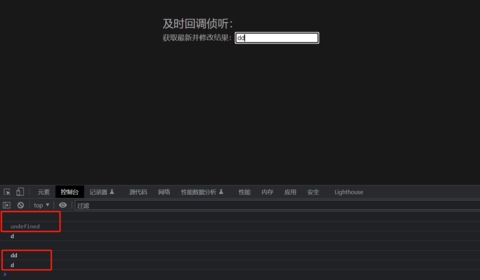 及时回调侦听：
获取最新并修改结果： dd
元素 控制台 记录器 源代码 网络 性能数据分析 性能 内存 应用 安全 Lighthouse
top 过滤
undefined
d
dd
d